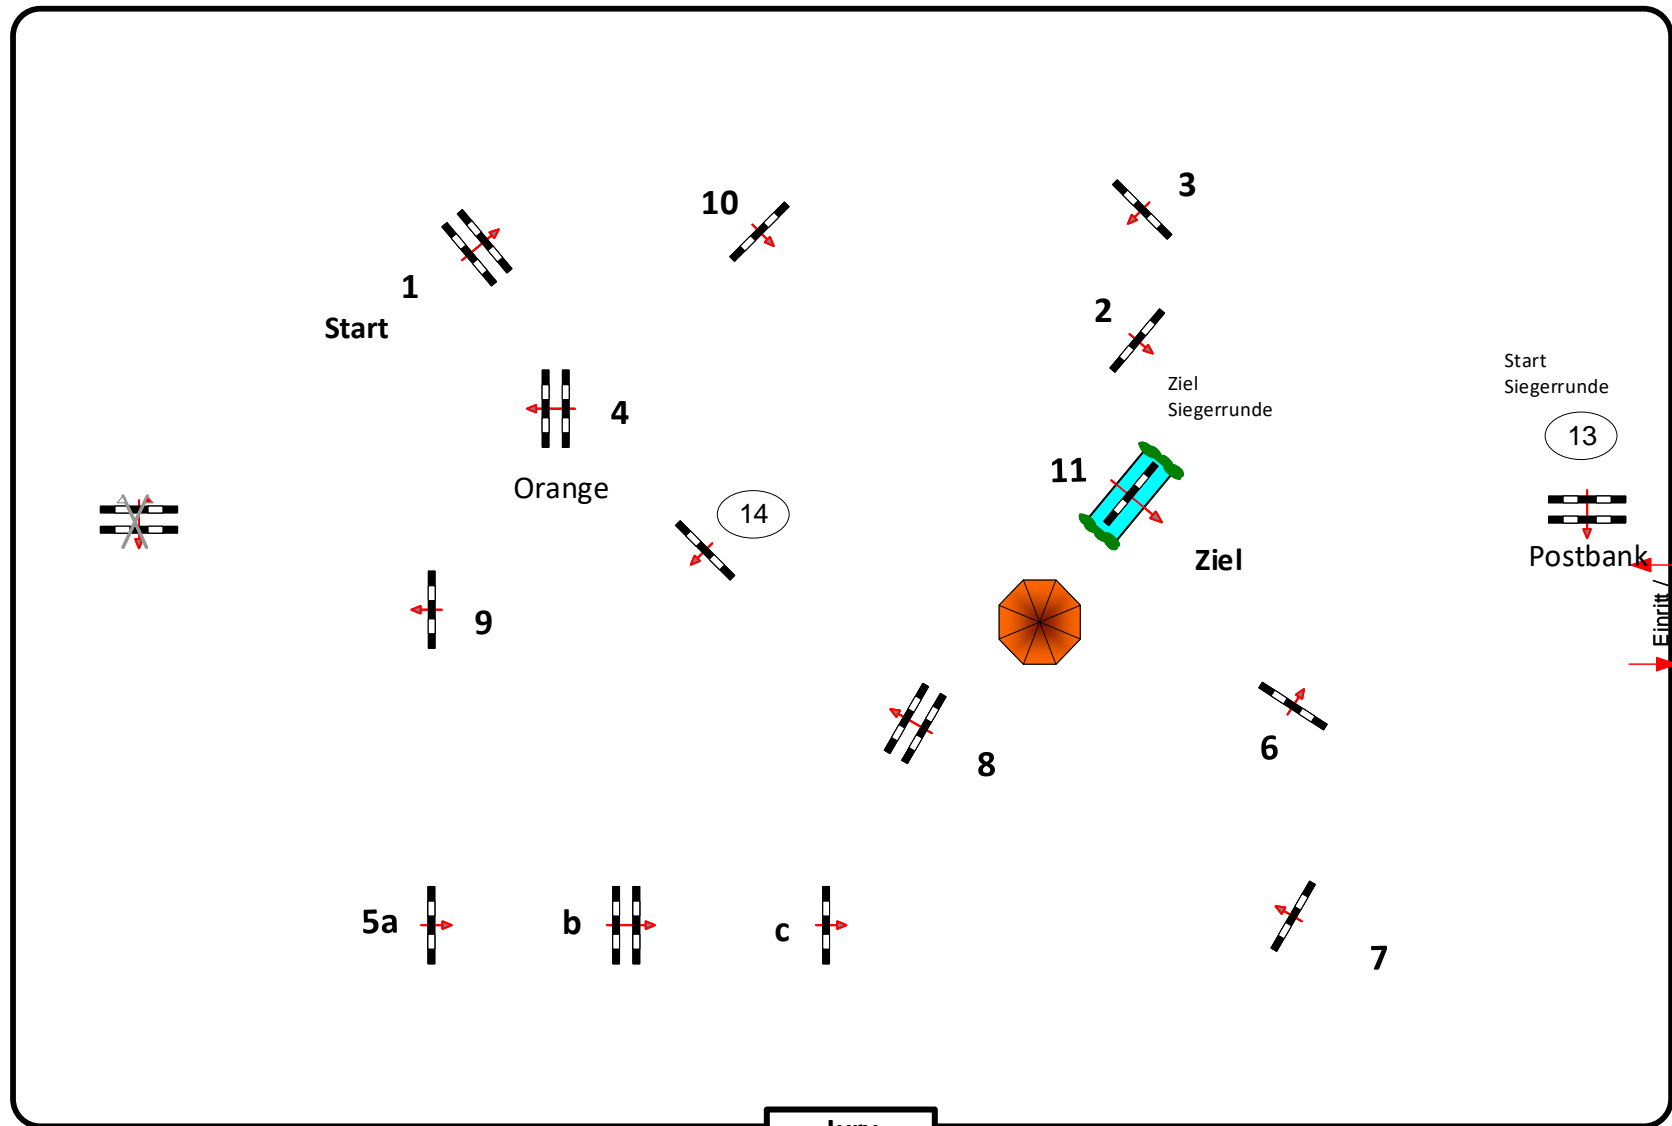 3
10
1
2
Start
Start
Siegerrunde
Ziel
Siegerrunde
4
13
11
Orange
14
Ziel
Postbank
9
Einritt /
6
8
5a
b
c
7